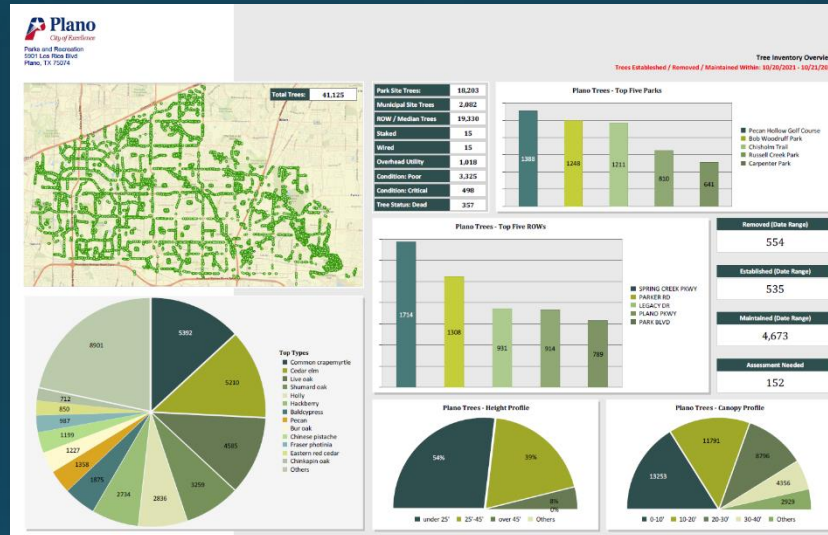 Plano
City of Excellence
Parks and Recreation
5901 Los Rios Blvd
Plano, TX 75074
Tree Inventory Overview
Trees Established / Removed / Maintained Within: 10/20/2021 - 10/21/20
Total Trees: 41,125
Park Site Trees: 18,203
Municipal Site Trees 2,082
ROW / Median Trees 19,330
Staked 15
Wired 15
Overhead Utility 1,018
Condition: Poor 3,325
Condition: Critical 498
Tree Status: Dead 357
Plano Trees - Top Five Parks
1388
1248
1211
810
641
Pecan Hollow Golf Course
Bob Woodruff Park
Chisholm Trail
Russell Creek Park
Carpenter Park
Plano Trees - Top Five ROWs
1714
1308
931
914
789
SPRING CREEK PKWY
PARKER RD
LEGACY DR
PLANO PKWY
PARK BLVD
Removed (Date Range)
554
Established (Date Range)
535
Maintained (Date Range)
4,673
Assessment Needed
152
8901
5392
5210
4585
3259
2836
2734
1875
1358
1227
1199
987
850
712
Top Types
Common crapemyrtle
Cedar elm
Live oak
Shumard oak
Holly
Hackberry
Baldcypress
Pecan
Bur oak
Chinese pistache
Fraser photinia
Eastern red cedar
Chinkapin oak
Others
Plano Trees - Height Profile
54%
39%
8%
0%
under 25' 25'-45' over 45' Others
Plano Trees - Canopy Profile
13253
11791
8796
4356
2929
0-10' 10-20' 20-30' 30-40' Others